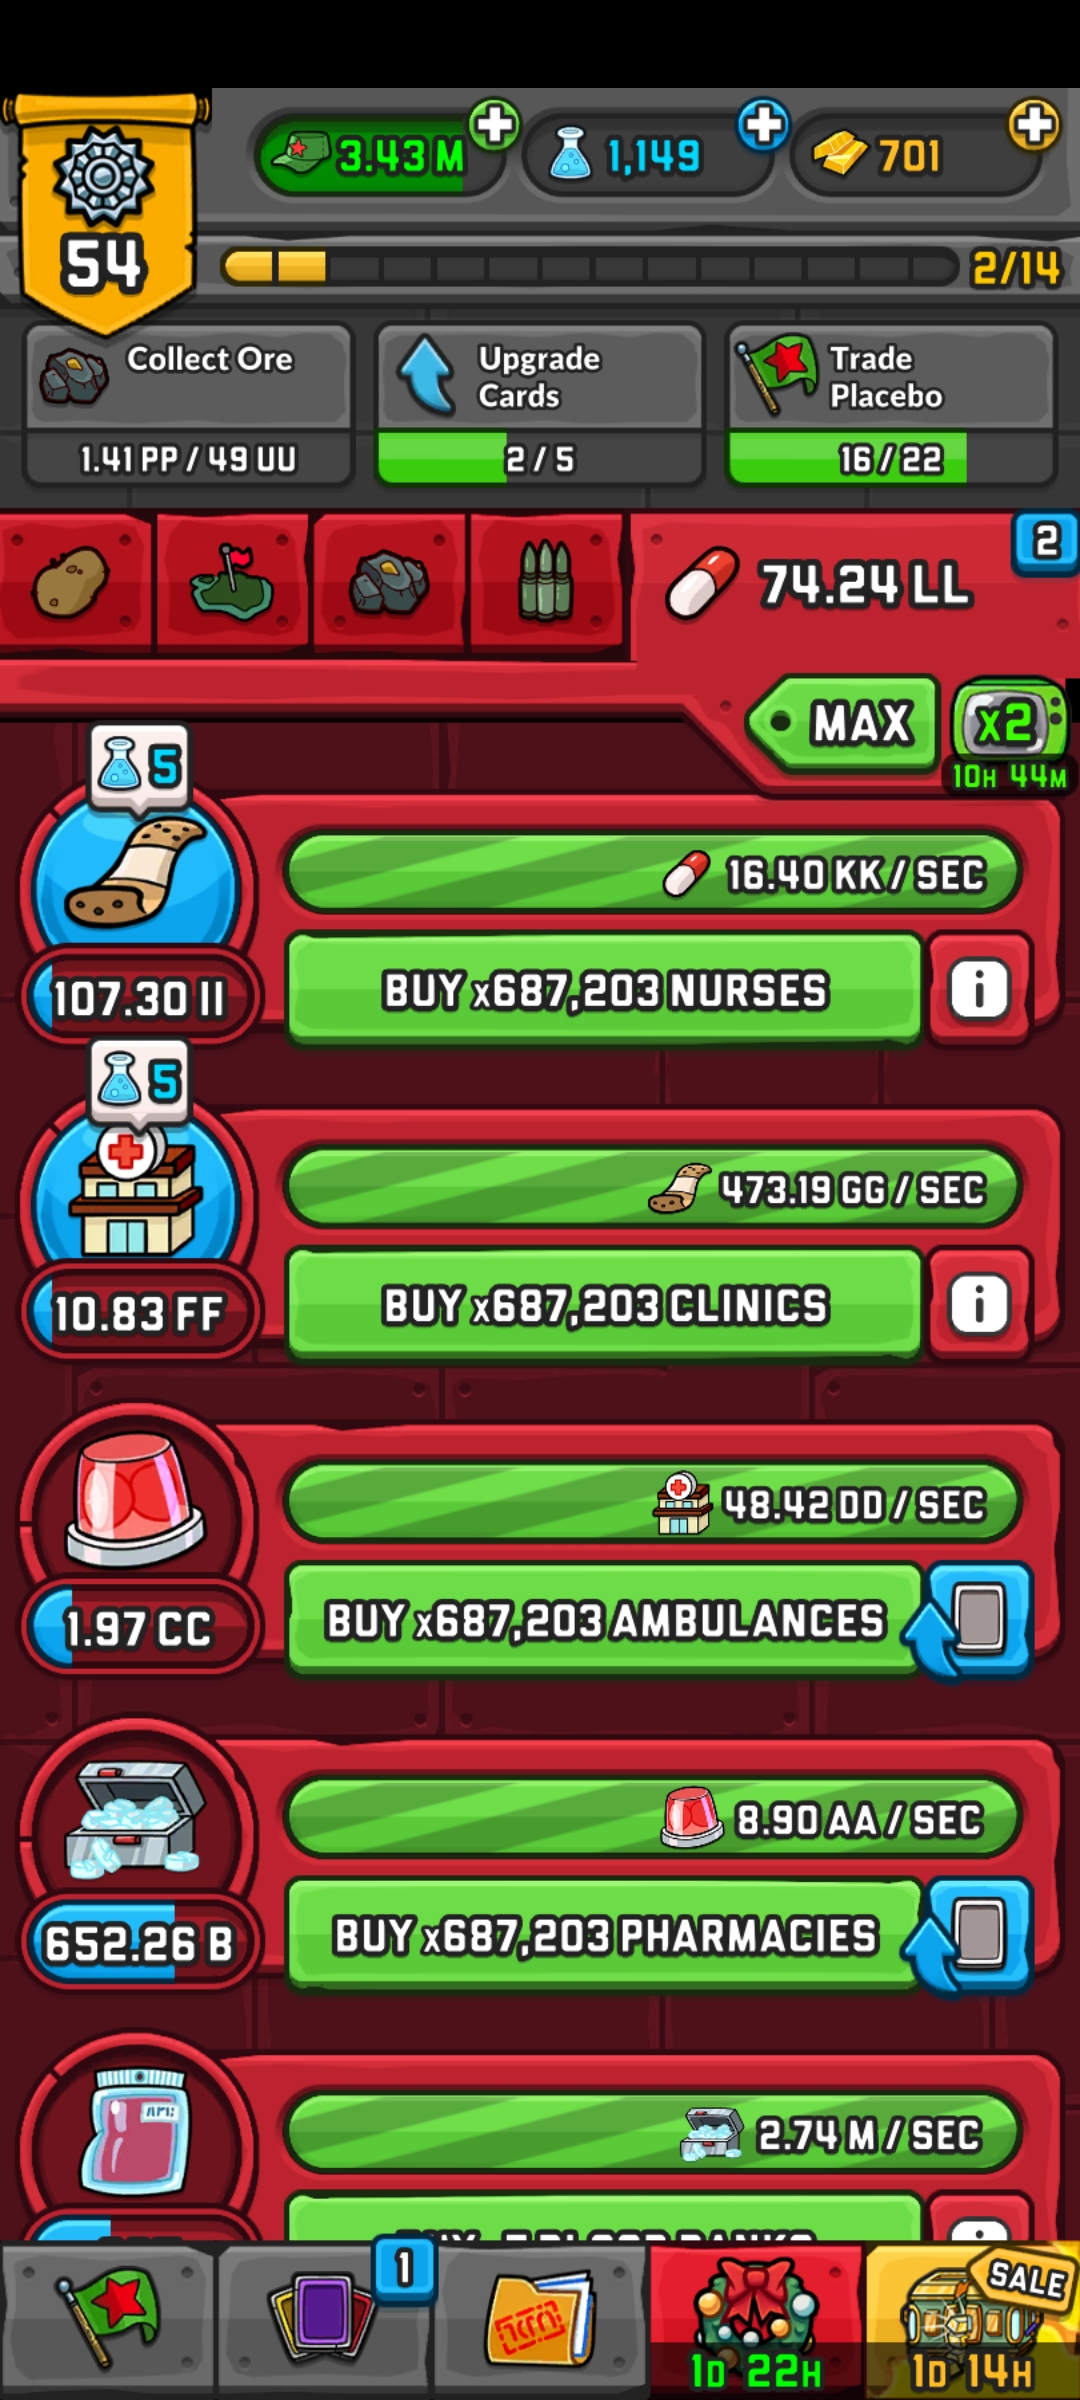 3.43 M
1,149
701
54
2/14
Collect Ore
1.41 PP / 49 UU
Upgrade
Cards
2 / 5
Trade
Placebo
16 / 22
74.24 LL
2
MAX
x2
10H 44M
5
16.40 KK / SEC
107.30 II
BUY x687,203 NURSES
i
5
473.19 GG / SEC
10.83 FF
BUY x687,203 CLINICS
i
48.42 DD / SEC
1.97 CC
BUY x687,203 AMBULANCES
8.90 AA / SEC
652.26 B
BUY x687,203 PHARMACIES
2.74 M / SEC
1
SALE
1D 22H
1D 14H